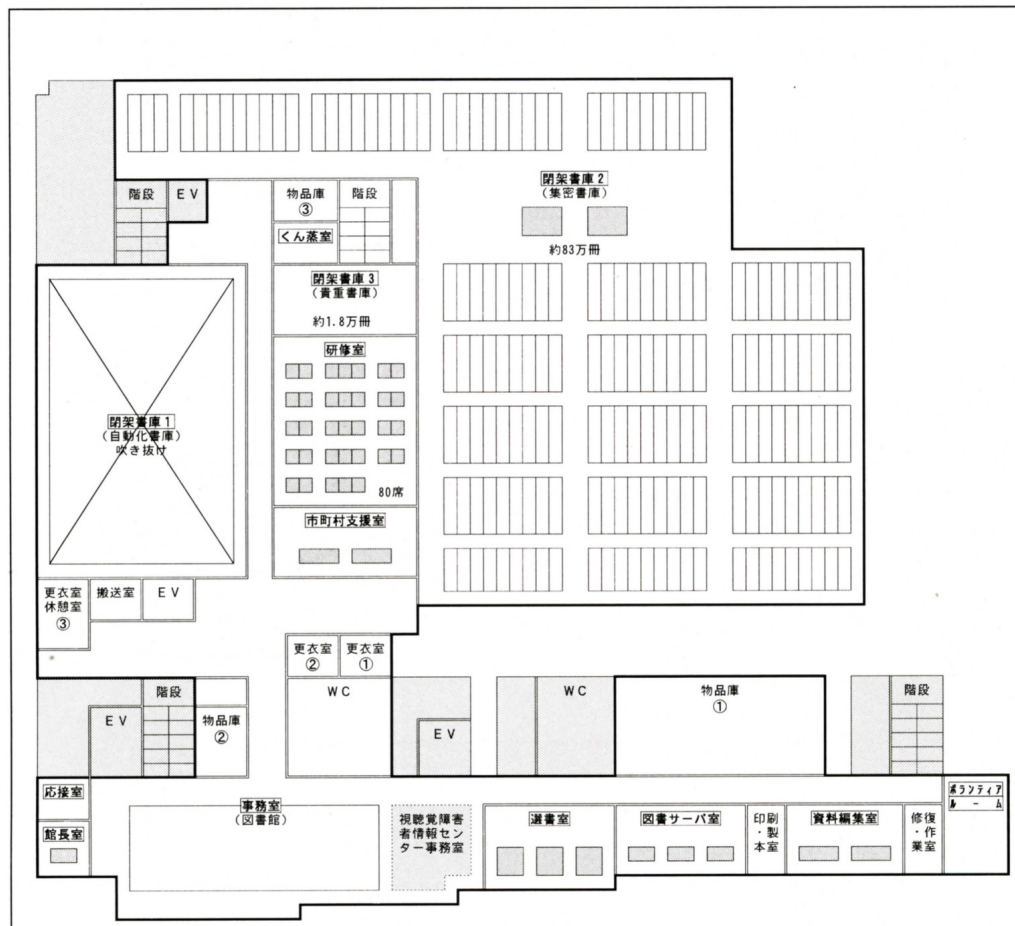 階段
EV
物品庫
③
階段
くん蒸室
閉架書庫2
(集密書庫)
約83万冊
閉架書庫3
(貴重書庫)
約1.8万冊
研修室
80席
閉架書庫1
(自動化書庫)
吹き抜け
市町村支援室
更衣室
休憩室
③
搬送室
EV
更衣室
②
更衣室
①
WC
階段
EV
物品庫
②
EV
WC
物品庫
①
階段
応接室
館長室
事務室
(図書館)
視聴覚障害
者情報セン
ター事務室
選書室
図書サーバ室
印刷
・製
本室
資料編集室
修復
・作
業室
ボランティア
ルーム